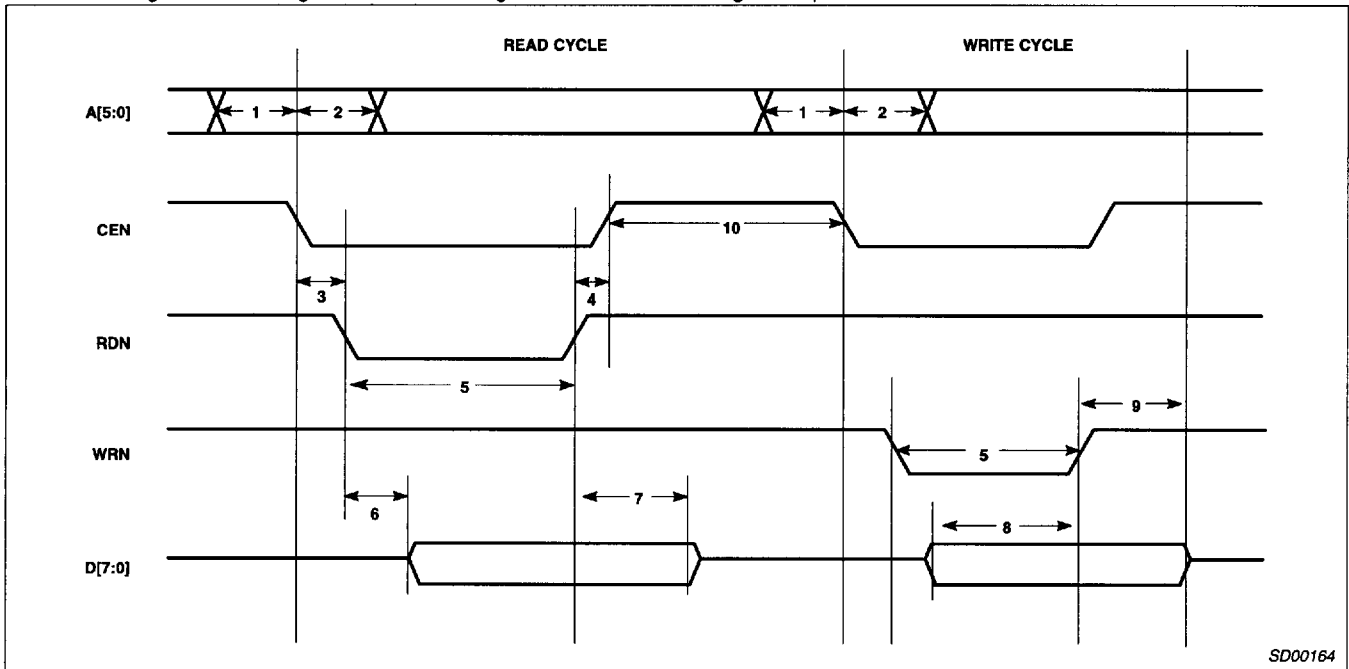 READ CYCLE WRITE CYCLE
A[5:0] 1 2 1 2
CEN 10
3 4
RDN
5
WRN 9
5
6 7 8
D[7:0]
SD00164